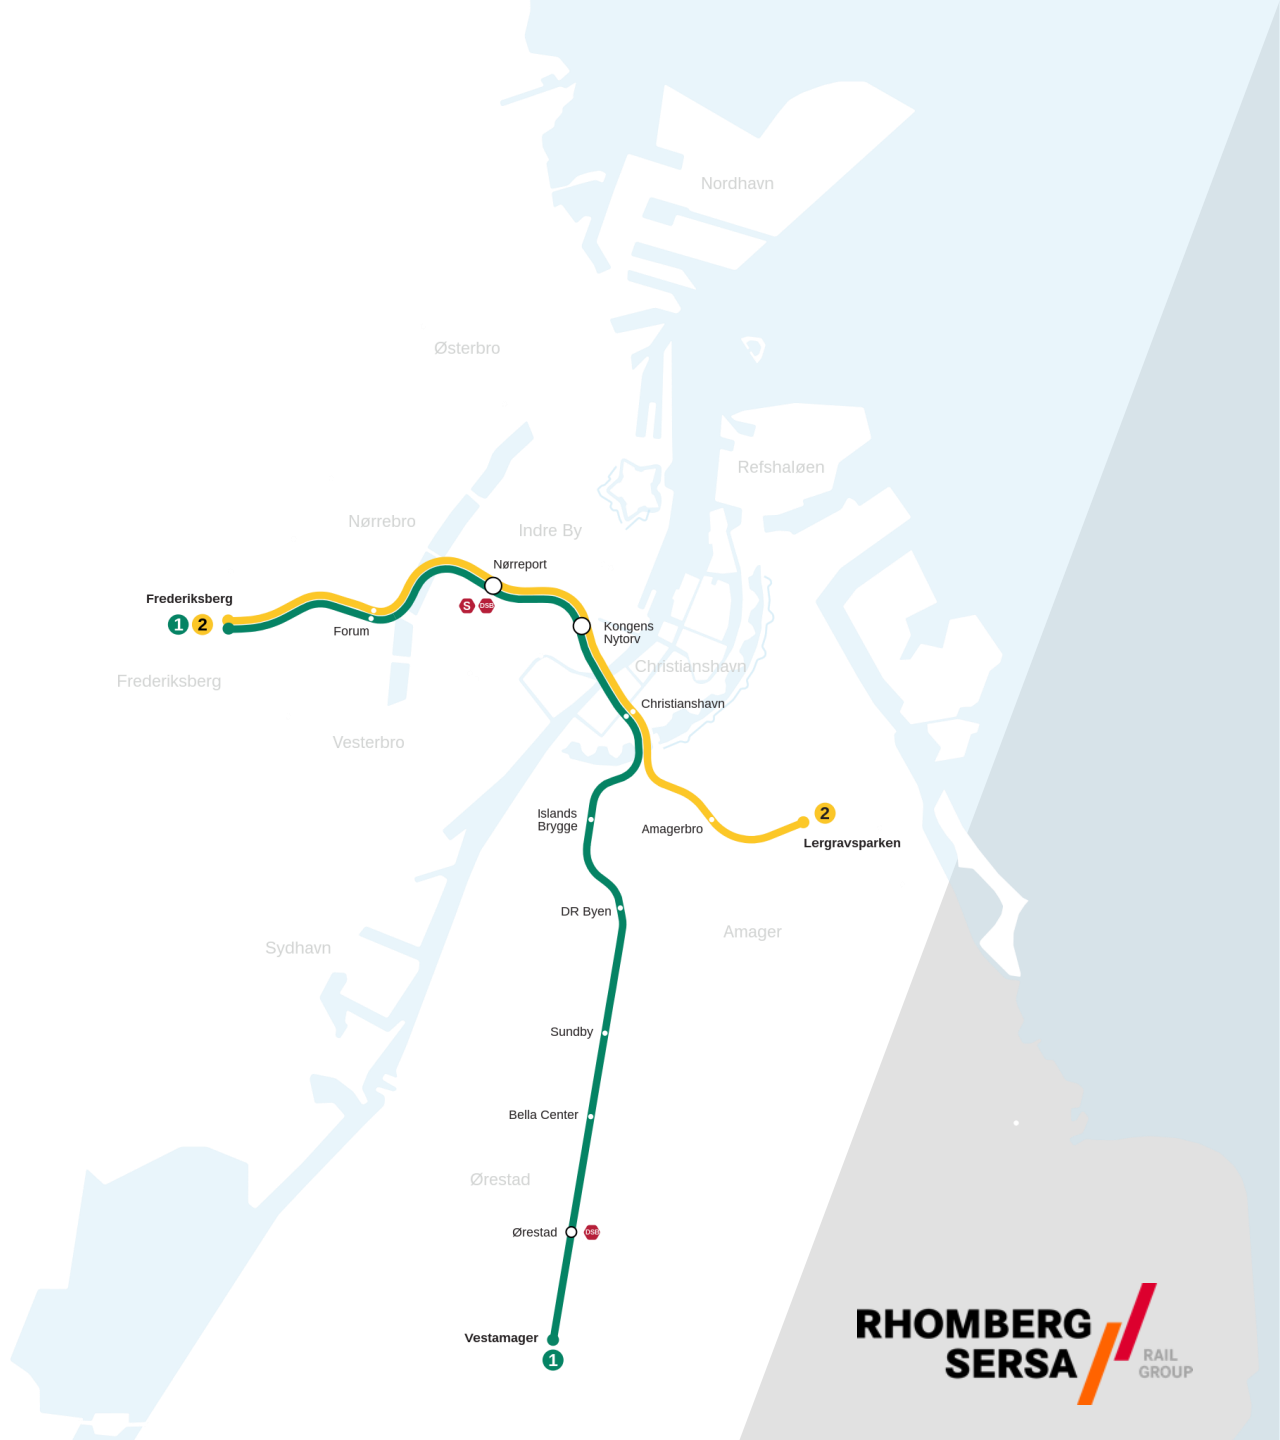 Nordhavn
Østerbro
Refshaløen
Nørrebro
Indre By
Nørreport
Frederiksberg
S
DSB
1
2
Forum
Kongens
Nytorv
Christianshavn
Frederiksberg
Christianshavn
Vesterbro
Islands
Brygge
2
Amagerbro
Lergravsparken
DR Byen
Amager
Sydhavn
Sundby
Bella Center
Ørestad
Ørestad
DSB
Vestamager
1
RHOMBERG
SERSA
RAIL
GROUP